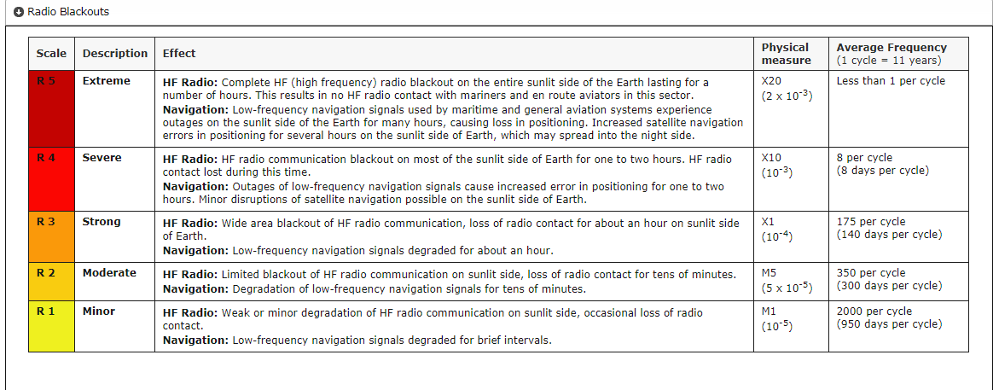 Radio Blackouts
Scale Description Effect Physical measure Average Frequency (1 cycle = 11 years)
R 5 Extreme
HF Radio: Complete HF (high frequency) radio blackout on the entire sunlit side of the Earth lasting for a
number of hours. This results in no HF radio contact with mariners and en route aviators in this sector.
Navigation: Low-frequency navigation signals used by maritime and general aviation systems experience
outages on the sunlit side of the Earth for many hours, causing loss in positioning. Increased satellite navigation
errors in positioning for several hours on the sunlit side of Earth, which may spread into the night side.
X20
(2 x 10⁻³)
Less than 1 per cycle
R 4 Severe
HF Radio: HF radio communication blackout on most of the sunlit side of Earth for one to two hours. HF radio
contact lost during this time.
Navigation: Outages of low-frequency navigation signals cause increased error in positioning for one to two
hours. Minor disruptions of satellite navigation possible on the sunlit side of Earth.
X10
(10⁻³)
8 per cycle
(8 days per cycle)
R 3 Strong
HF Radio: Wide area blackout of HF radio communication, loss of radio contact for about an hour on sunlit side
of Earth.
Navigation: Low-frequency navigation signals degraded for about an hour.
X1
(10⁻⁴)
175 per cycle
(140 days per cycle)
R 2 Moderate
HF Radio: Limited blackout of HF radio communication on sunlit side, loss of radio contact for tens of minutes.
Navigation: Degradation of low-frequency navigation signals for tens of minutes.
M5
(5 x 10⁻⁵)
350 per cycle
(300 days per cycle)
R 1 Minor
HF Radio: Weak or minor degradation of HF radio communication on sunlit side, occasional loss of radio
contact.
Navigation: Low-frequency navigation signals degraded for brief intervals.
M1
(10⁻⁵)
2000 per cycle
(950 days per cycle)